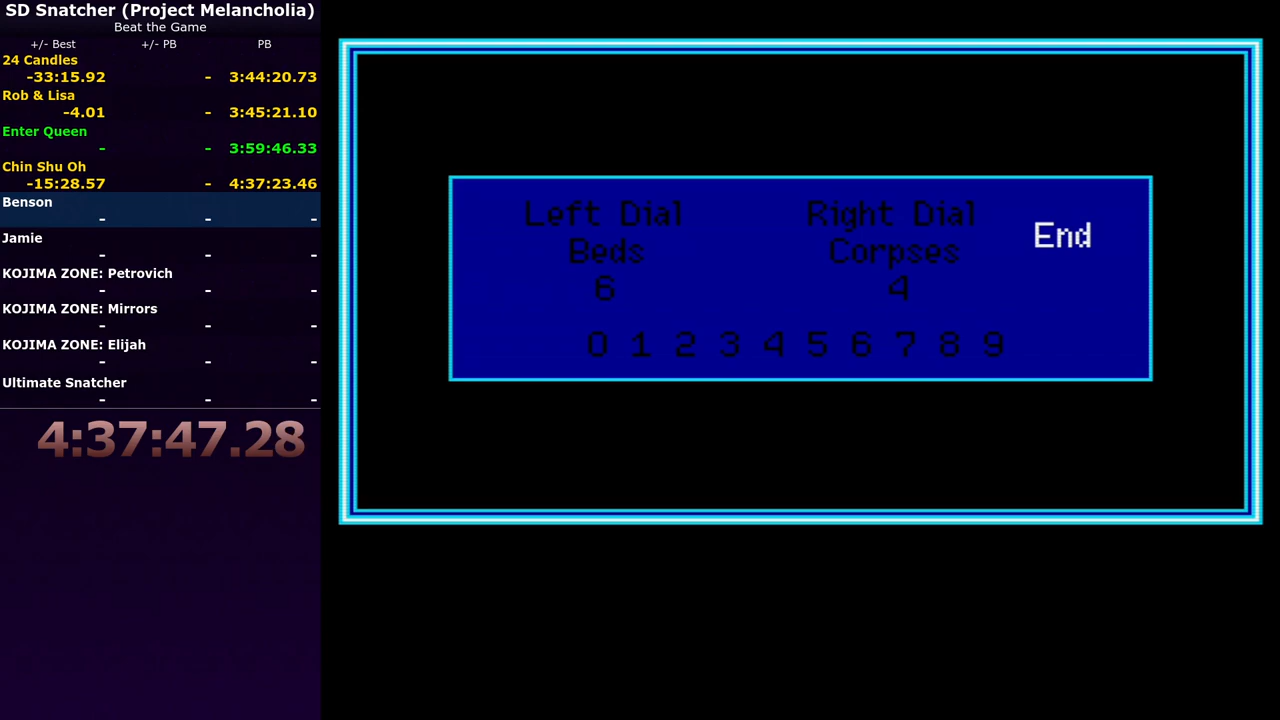 SD Snatcher (Project Melancholia)
Beat the Game
+/- Best +/- PB PB
24 Candles
-33:15.92 - 3:44:20.73
Rob & Lisa
-4.01 - 3:45:21.10
Enter Queen
- - 3:59:46.33
Chin Shu Oh
-15:28.57 - 4:37:23.46
Benson
- - -
Jamie
- - -
KOJIMA ZONE: Petrovich
- - -
KOJIMA ZONE: Mirrors
- - -
KOJIMA ZONE: Elijah
- - -
Ultimate Snatcher
- - -
4:37:47.28
Left Dial Right Dial End
Beds Corpses
6 4
0 1 2 3 4 5 6 7 8 9